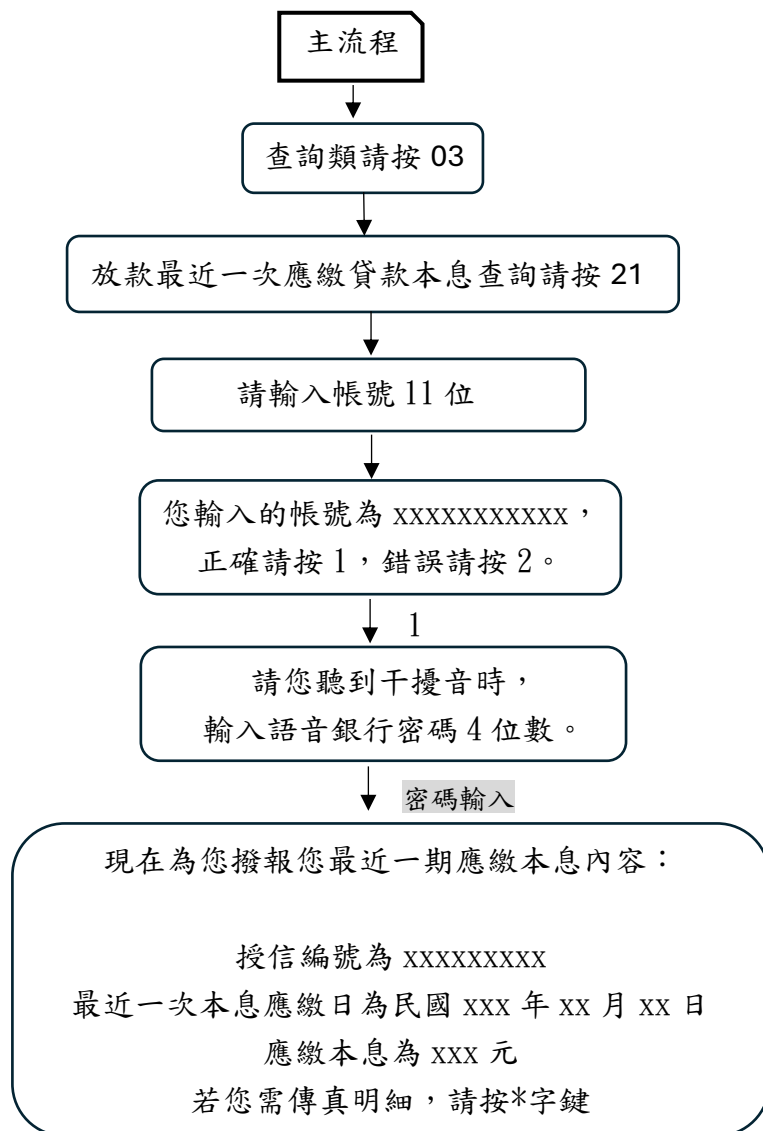 主流程
查詢類請按 03
放款最近一次應繳貸款本息查詢請按 21
請輸入帳號 11 位
您輸入的帳號為 xxxxxxxxxxx，
正確請按 1，錯誤請按 2。
1
請您聽到干擾音時，
輸入語音銀行密碼 4 位數。
密碼輸入
現在為您撥報您最近一期應繳本息內容：
授信編號為 xxxxxxxxx
最近一次本息應繳日為民國 xxx 年 xx 月 xx 日
應繳本息為 xxx 元
若您需傳真明細，請按*字鍵